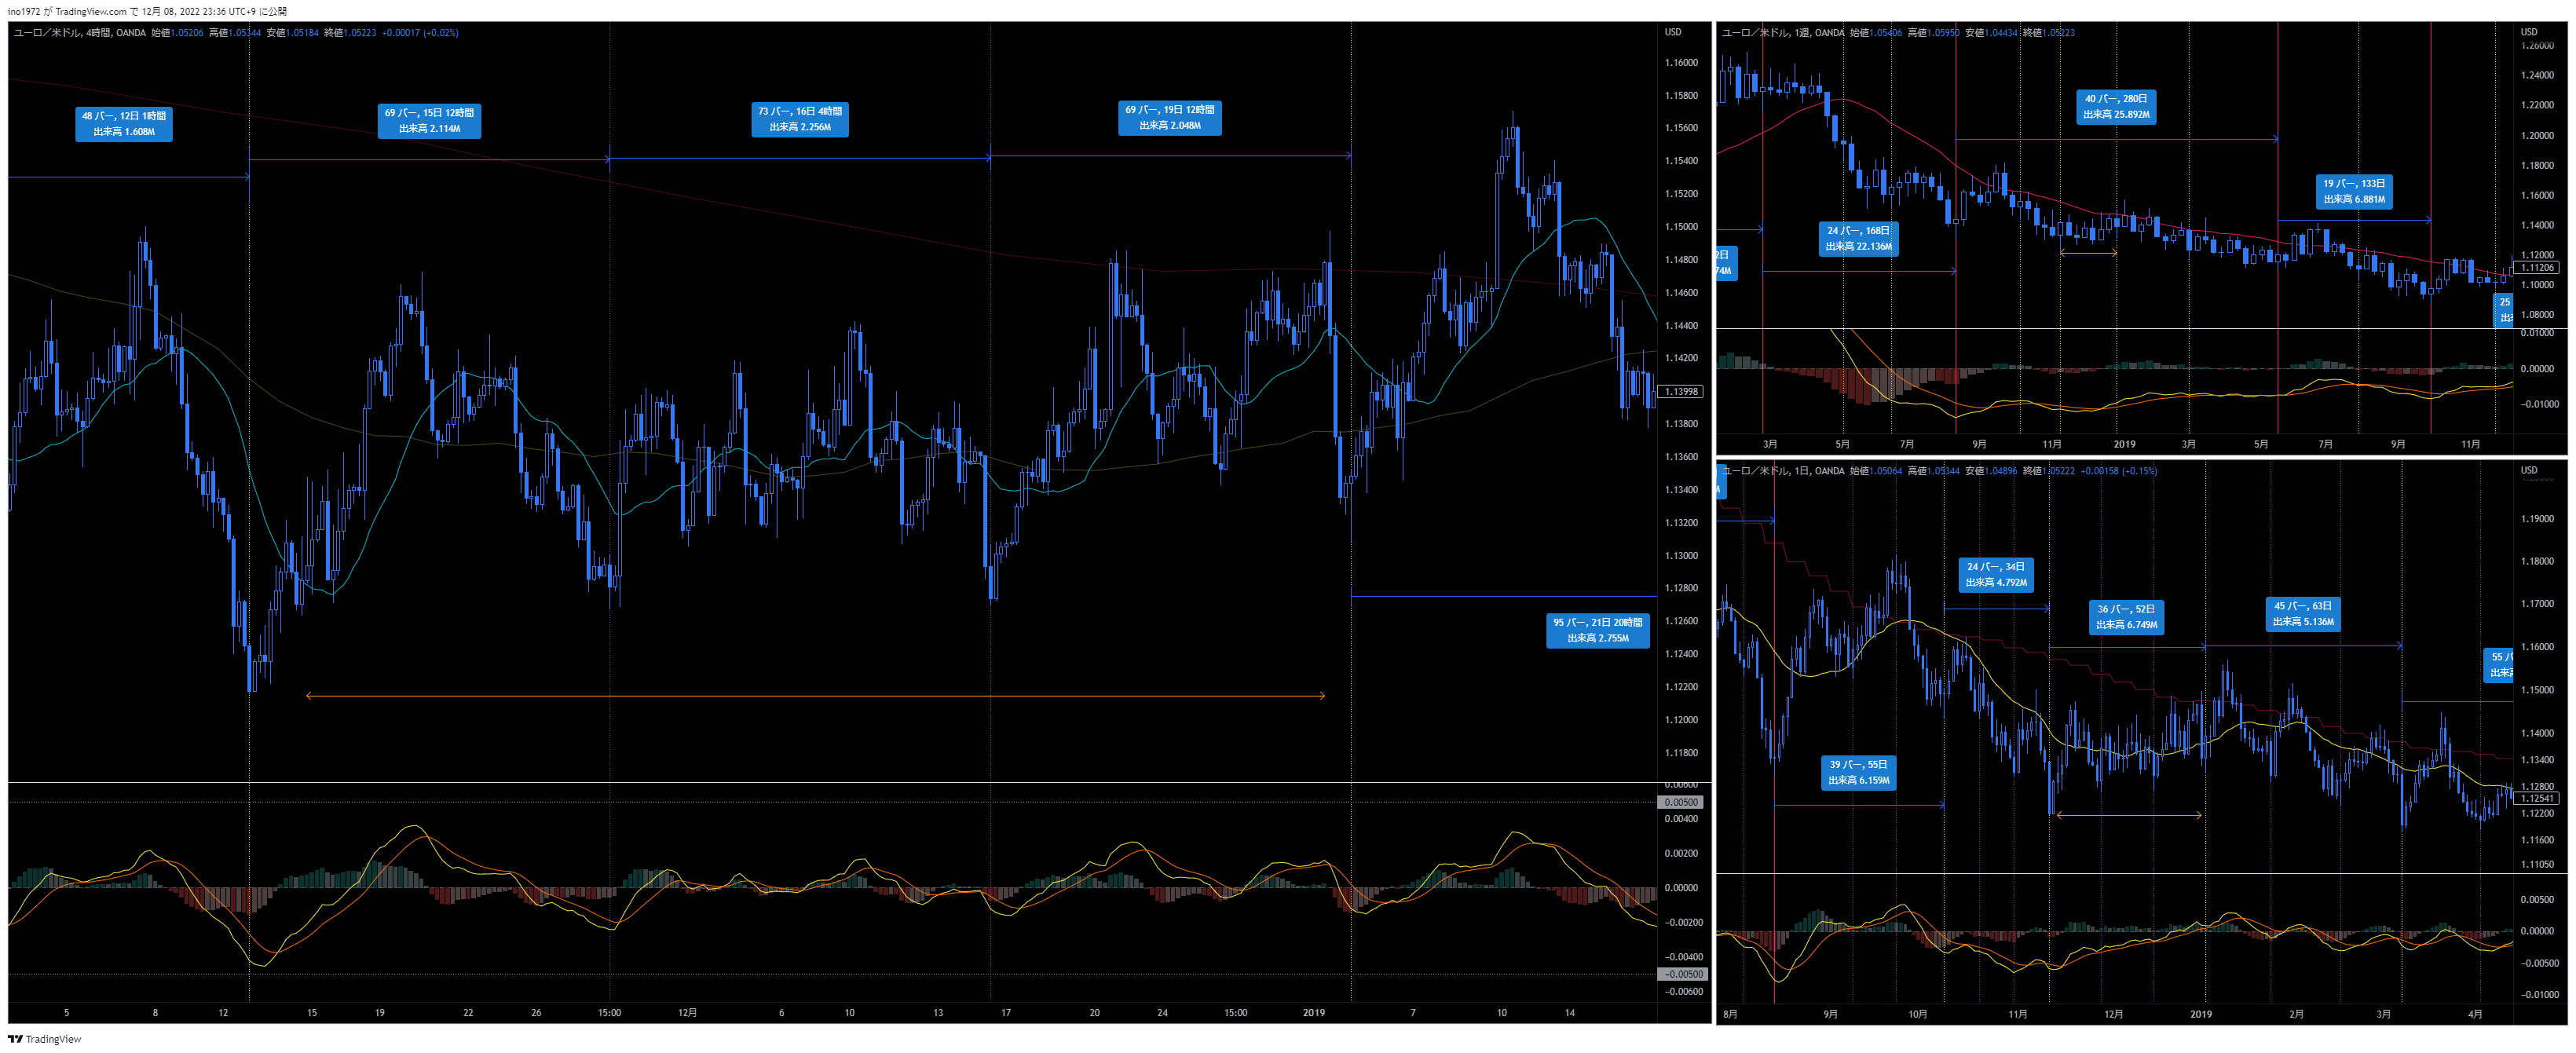 ino1972 が TradingView.com で 12月 08, 2022 23:36 UTC+9 に公開
ユーロ／米ドル, 4時間, OANDA 始値1.05206 高値1.05344 安値1.05184 終値1.05223 +0.00017 (+0.02%)
USD
48 バー, 12日 1時間
出来高 1.608M
69 バー, 15日 12時間
出来高 2.114M
73 バー, 16日 4時間
出来高 2.256M
69 バー, 19日 12時間
出来高 2.048M
95 バー, 21日 20時間
出来高 2.755M
1.16000
1.15800
1.15600
1.15400
1.15200
1.15000
1.14800
1.14600
1.14400
1.14200
1.13998
1.13800
1.13600
1.13400
1.13200
1.13000
1.12800
1.12600
1.12400
1.12200
1.12000
1.11800
0.00600
0.00500
0.00400
0.00200
0.00000
−0.00200
−0.00400
−0.00500
−0.00600
5 8 12 15 19 22 26 15:00 12月 6 10 13 17 20 24 15:00 2019 7 10 14
ユーロ／米ドル, 1週, OANDA 始値1.05406 高値1.05950 安値1.04434 終値1.05223
USD
40 バー, 280日
出来高 25.892M
19 バー, 133日
出来高 6.881M
24 バー, 168日
出来高 22.136M
2日
74M
25
出来
1.26000
1.24000
1.22000
1.20000
1.18000
1.16000
1.14000
1.12000
1.11206
1.10000
1.08000
0.01000
0.00000
−0.01000
3月 5月 7月 9月 11月 2019 3月 5月 7月 9月 11月
ユーロ／米ドル, 1日, OANDA 始値1.05064 高値1.05344 安値1.04896 終値1.05222 +0.00158 (+0.15%)
USD
M
24 バー, 34日
出来高 4.792M
36 バー, 52日
出来高 6.749M
45 バー, 63日
出来高 5.136M
55 バ
出来
39 バー, 55日
出来高 6.159M
1.19000
1.18000
1.17000
1.16000
1.15000
1.14000
1.13400
1.12800
1.12541
1.12200
1.11600
1.11050
0.00500
0.00000
−0.00500
−0.01000
8月 9月 10月 11月 12月 2019 2月 3月 4月
TradingView